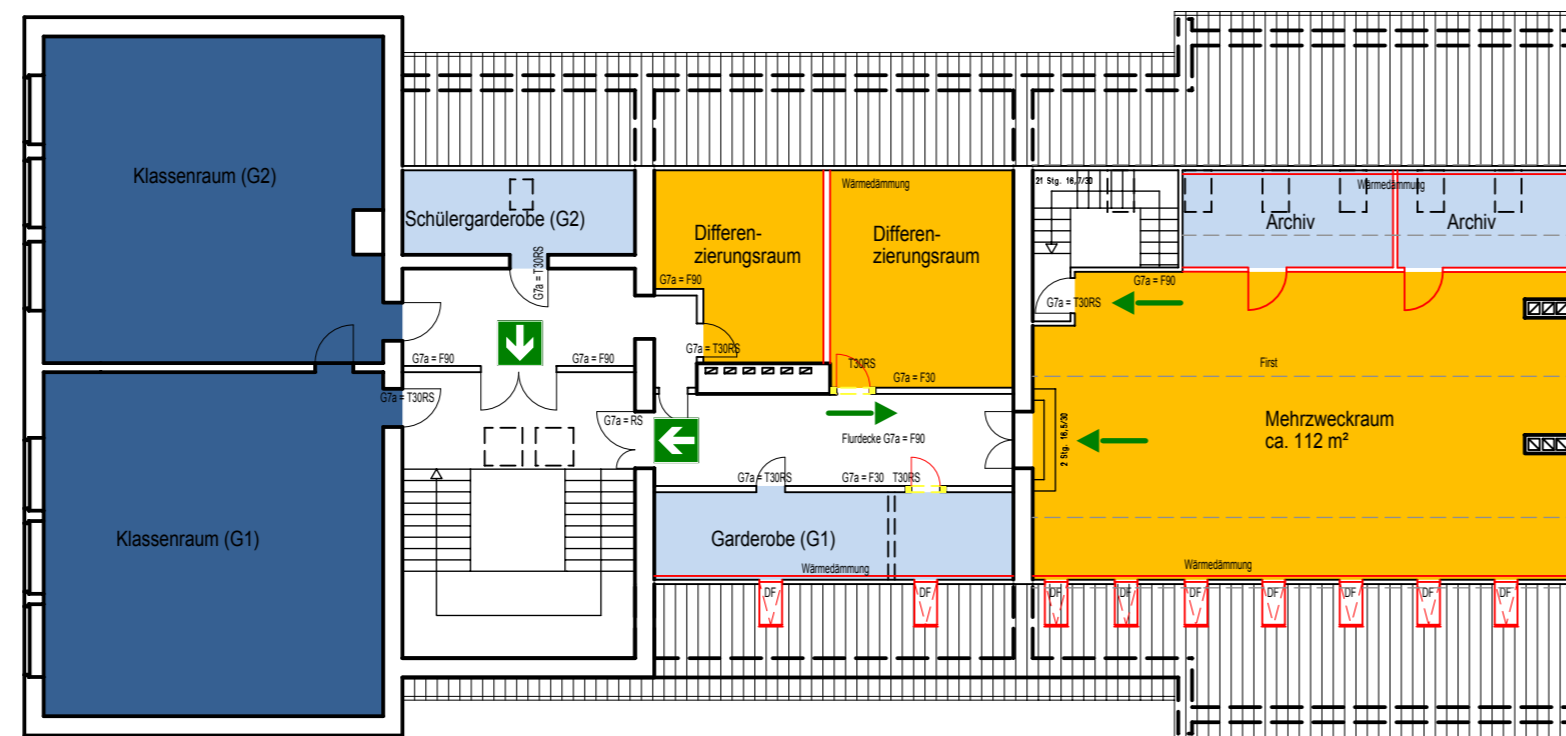 Klassenraum (G2)
Schülergarderobe (G2)
G7a = T30RS
G7a = F90
G7a = F90
G7a = T30RS
Klassenraum (G1)
G7a = F90
Differen-
zierungsraum
G7a = T30RS
Wärmedämmung
Differen-
zierungsraum
T30RS
G7a = F30
G7a = RS
Flurdecke G7a = F90
G7a = T30RS
G7a = F30
T30RS
Garderobe (G1)
Wärmedämmung
DF
DF
21 Stg. 16,7/30
Wärmedämmung
Archiv
Archiv
G7a = F90
G7a = T30RS
First
Mehrzweckraum
ca. 112 m²
2 Stg. 16,5/30
Wärmedämmung
DF
DF
DF
DF
DF
DF
DF